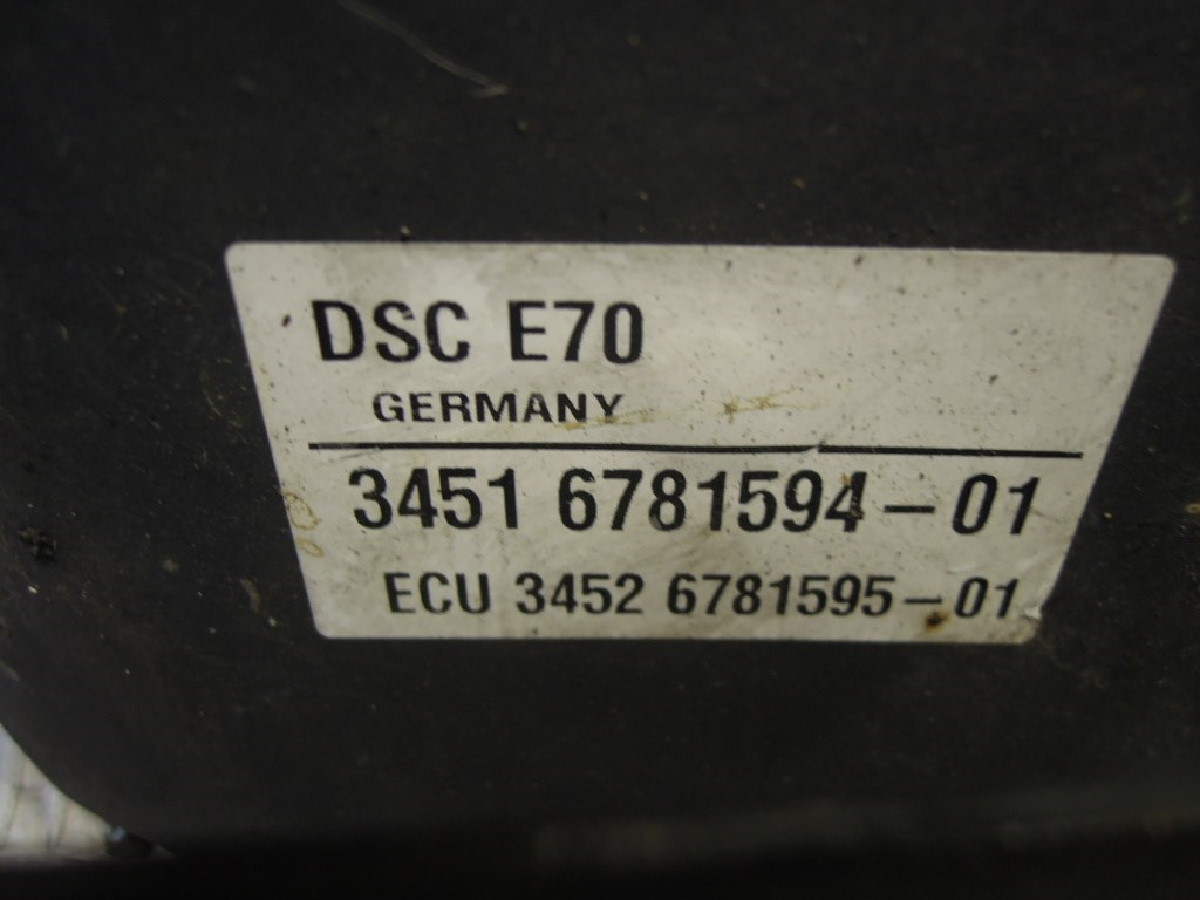 DSC E70
GERMANY
3451 6781594-01
ECU 3452 6781595-01